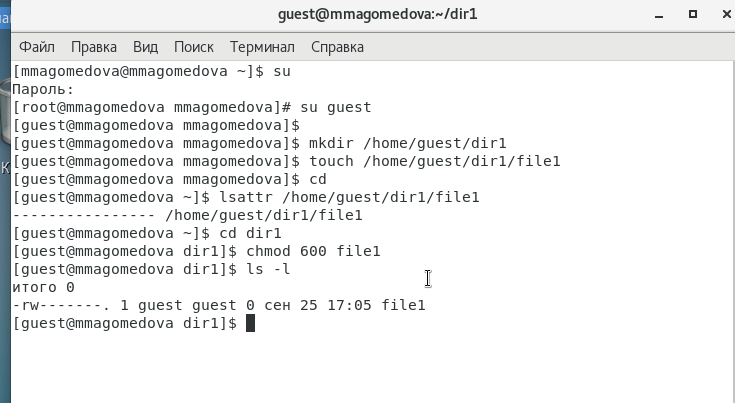 guest@mmagomedova:~/dir1
Файл Правка Вид Поиск Терминал Справка
[mmagomedova@mmagomedova ~]$ su
Пароль:
[root@mmagomedova mmagomedova]# su guest
[guest@mmagomedova mmagomedova]$
[guest@mmagomedova mmagomedova]$ mkdir /home/guest/dir1
[guest@mmagomedova mmagomedova]$ touch /home/guest/dir1/file1
[guest@mmagomedova mmagomedova]$ cd
[guest@mmagomedova ~]$ lsattr /home/guest/dir1/file1
---------------- /home/guest/dir1/file1
[guest@mmagomedova ~]$ cd dir1
[guest@mmagomedova dir1]$ chmod 600 file1
[guest@mmagomedova dir1]$ ls -l
итого 0
-rw-------. 1 guest guest 0 сен 25 17:05 file1
[guest@mmagomedova dir1]$